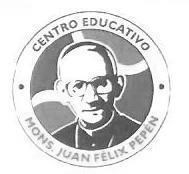 CENTRO EDUCATIVO
MONS. JUAN FÉLIX PEPÉN